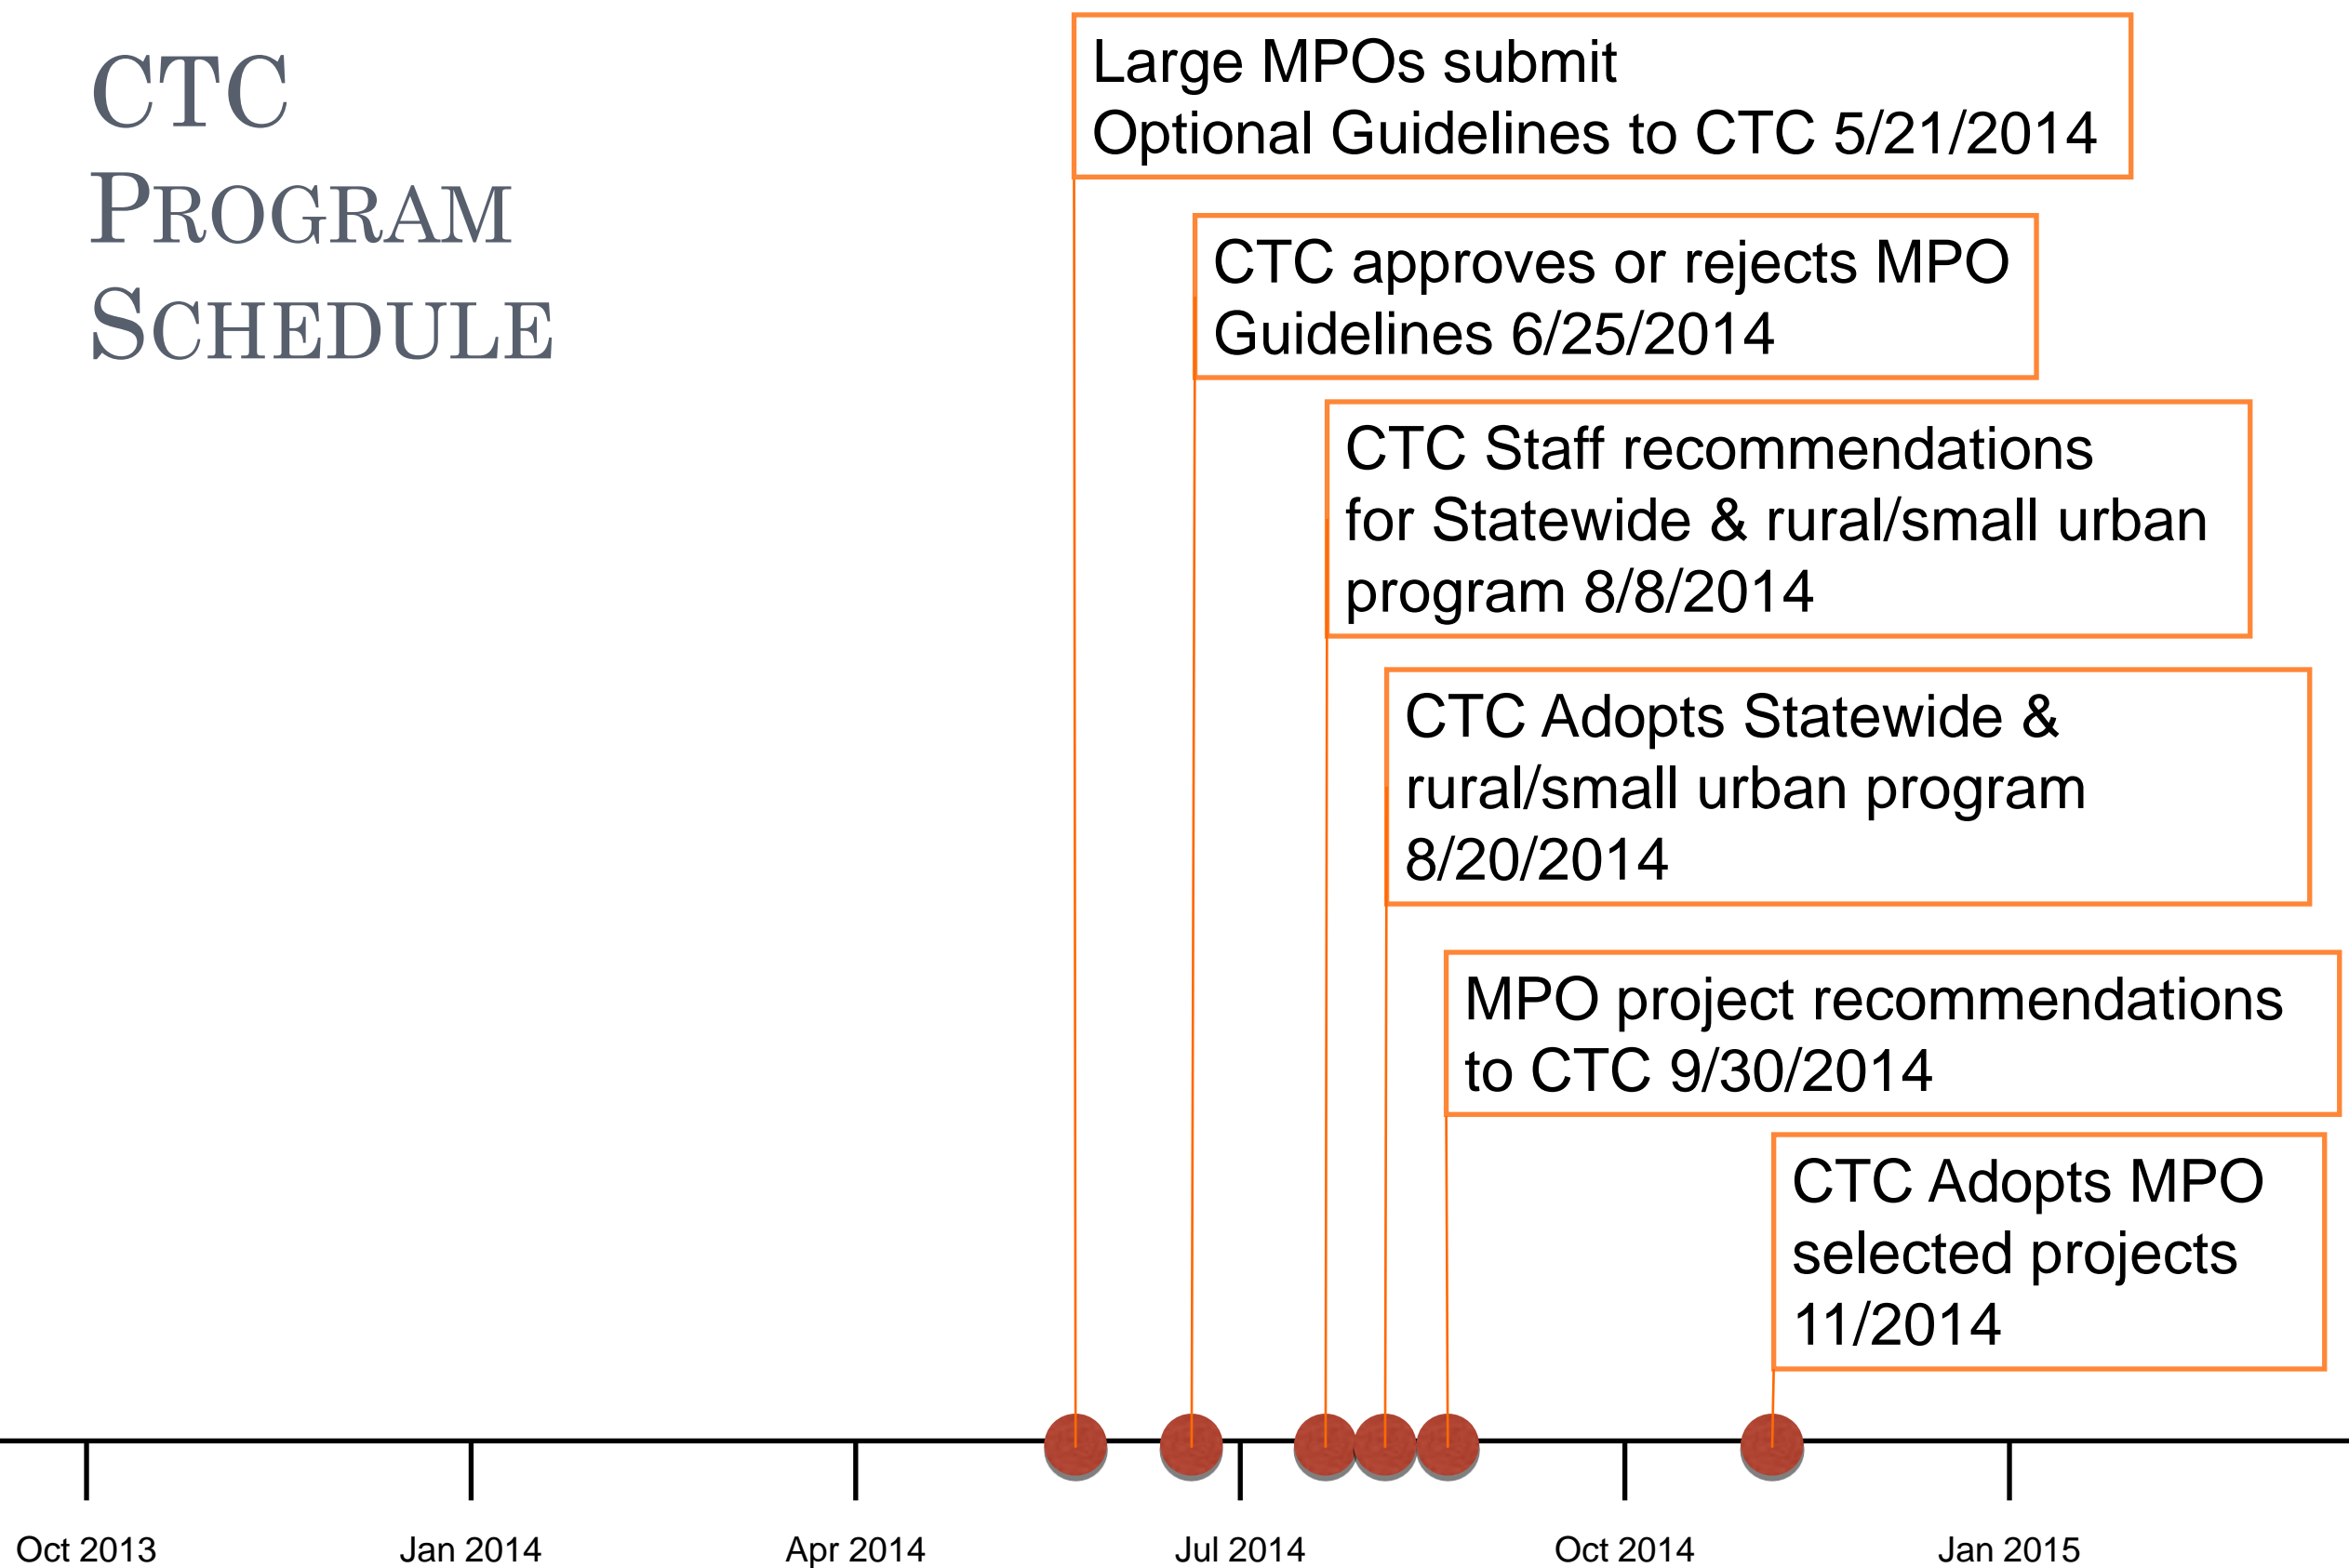 CTC
PROGRAM
SCHEDULE
Large MPOs submit
Optional Guidelines to CTC 5/21/2014
CTC approves or rejects MPO
Guidelines 6/25/2014
CTC Staff recommendations
for Statewide & rural/small urban
program 8/8/2014
CTC Adopts Statewide &
rural/small urban program
8/20/2014
MPO project recommendations
to CTC 9/30/2014
CTC Adopts MPO
selected projects
11/2014
Oct 2013
Jan 2014
Apr 2014
Jul 2014
Oct 2014
Jan 2015